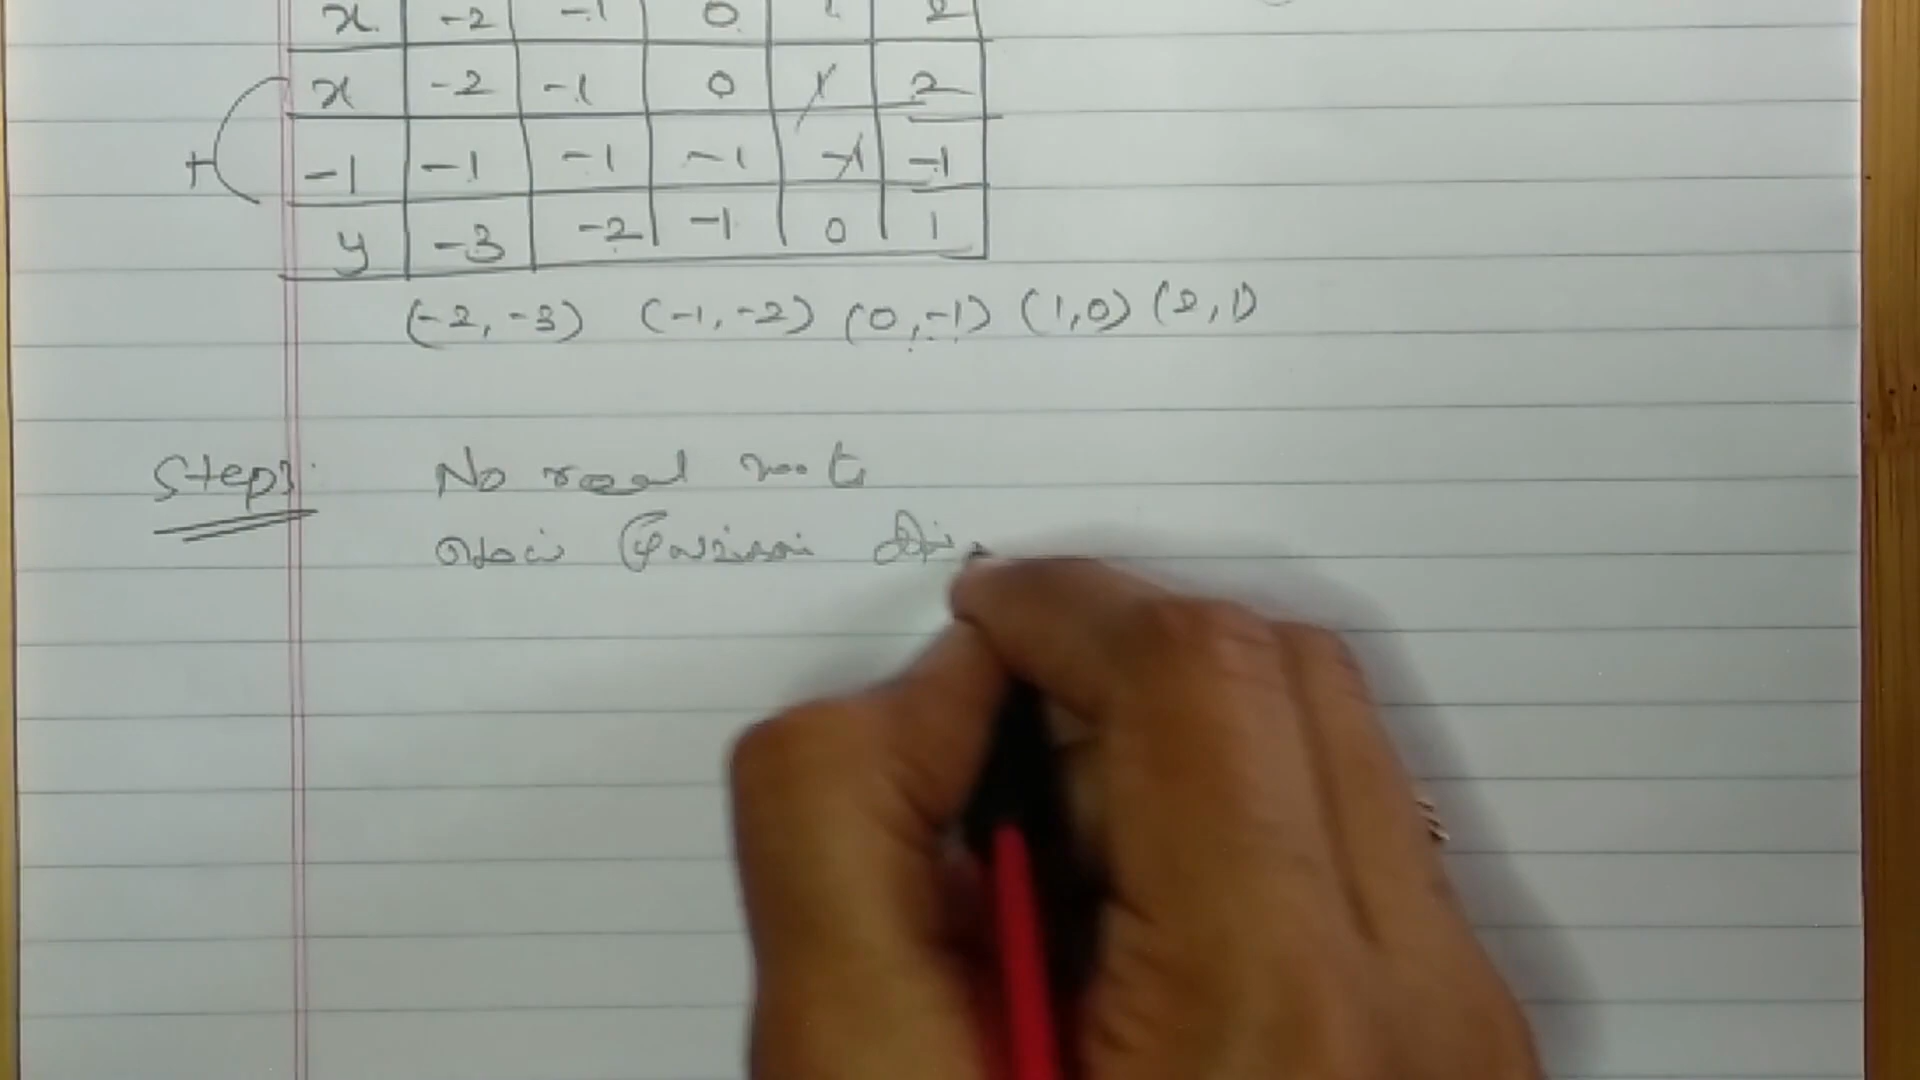 x -2 -1 0 1 2
x -2 -1 0 1 2
+ -1 -1 -1 -1 -1 -1
y -3 -2 -1 0 1
(-2, -3) (-1, -2) (0, -1) (1,0) (2,1)
Step3: No real root